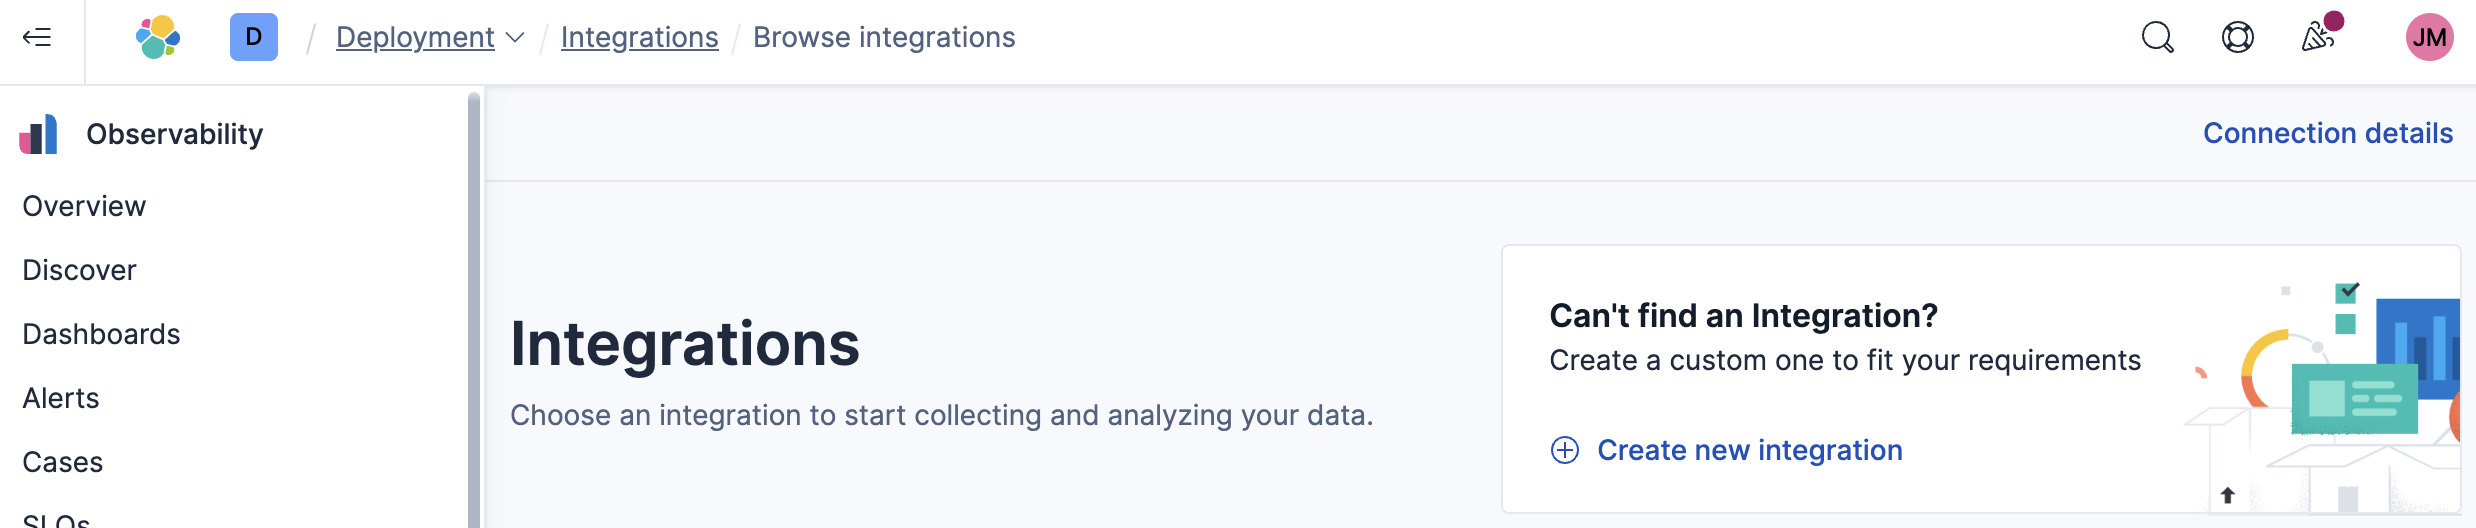 D / Deployment / Integrations / Browse integrations JM
Observability
Connection details
Overview
Discover
Dashboards
Alerts
Cases
SLOs
Integrations
Choose an integration to start collecting and analyzing your data.
Can't find an Integration?
Create a custom one to fit your requirements
Create new integration